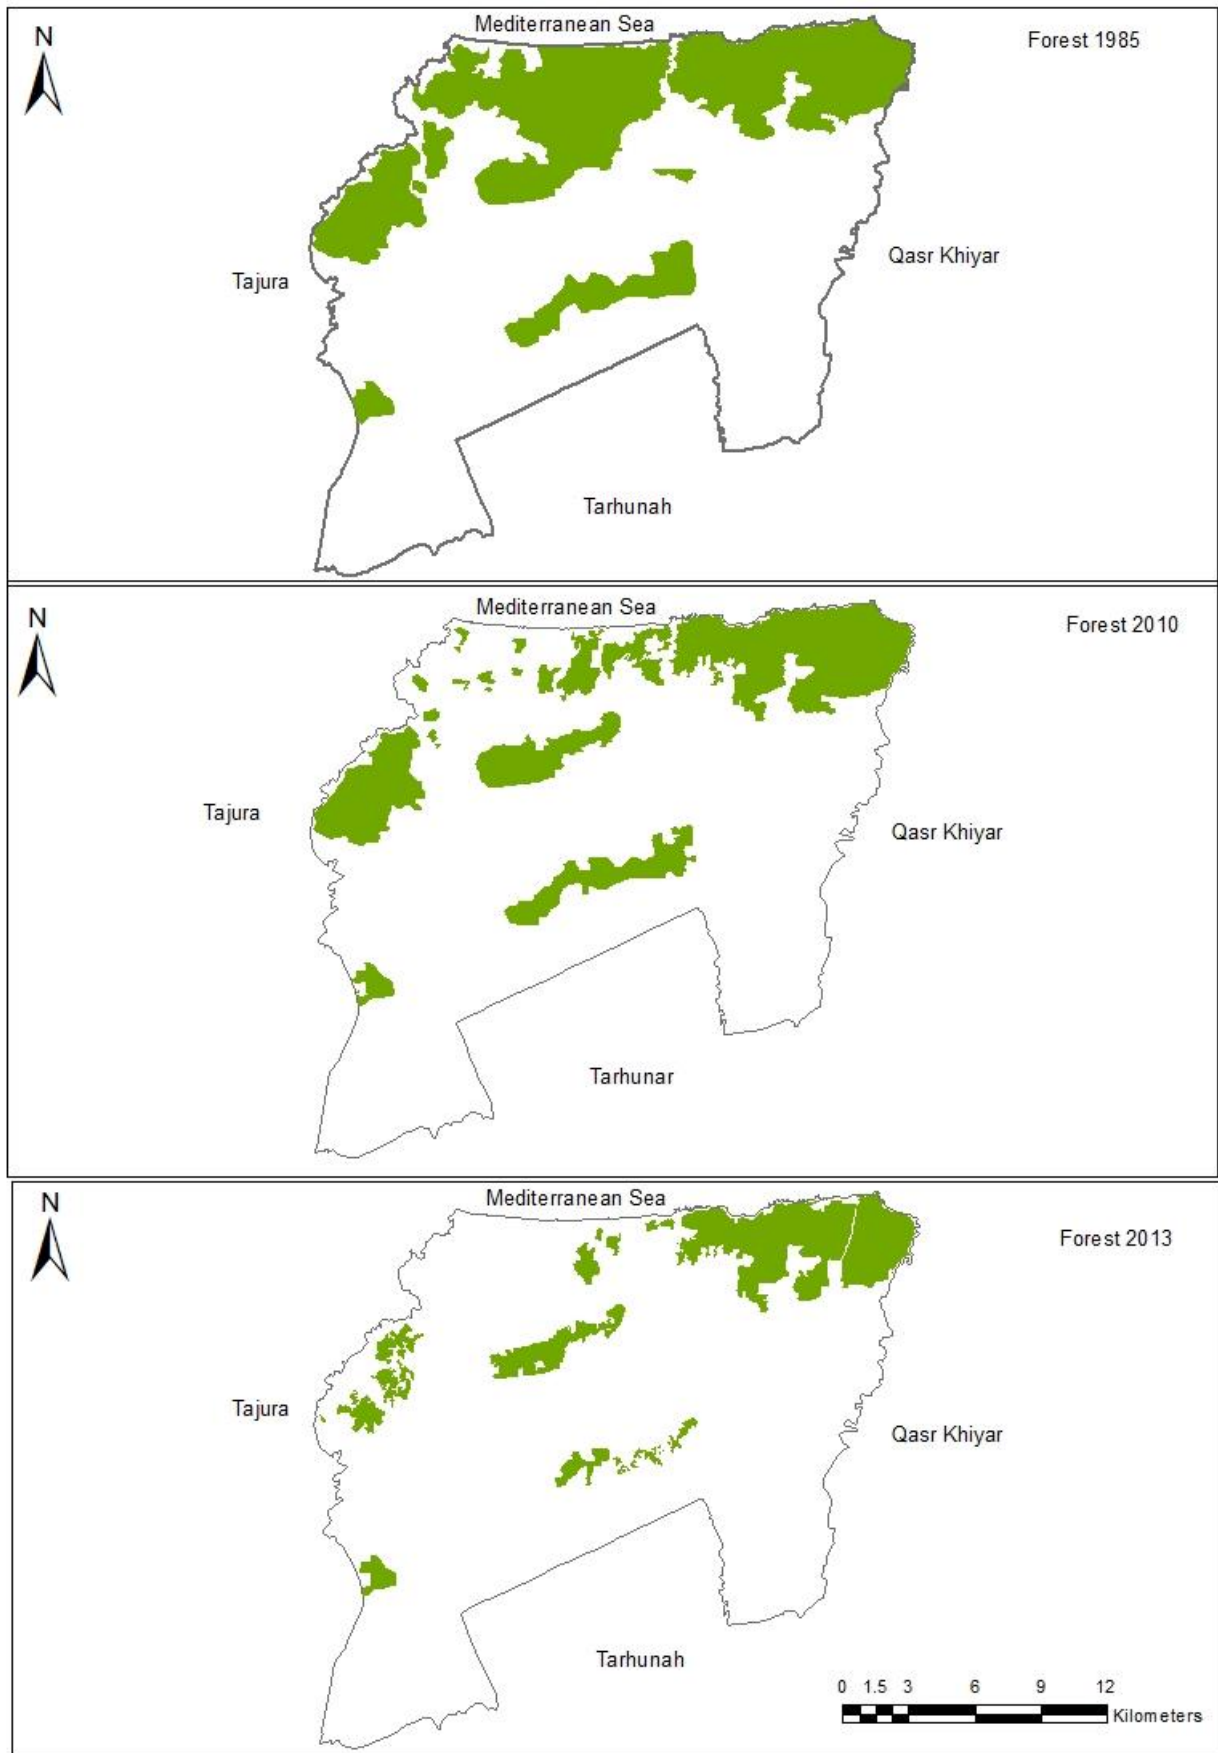 Mediterranean Sea
N
Forest 1985
Qasr Khiyar
Tajura
Tarhunah
Mediterranean Sea
N
Forest 2010
Tajura
Qasr Khiyar
Tarhunar
Mediterranean Sea
N
Forest 2013
Tajura
Qasr Khiyar
Tarhunah
0 1.5 3 6 9 12
Kilometers